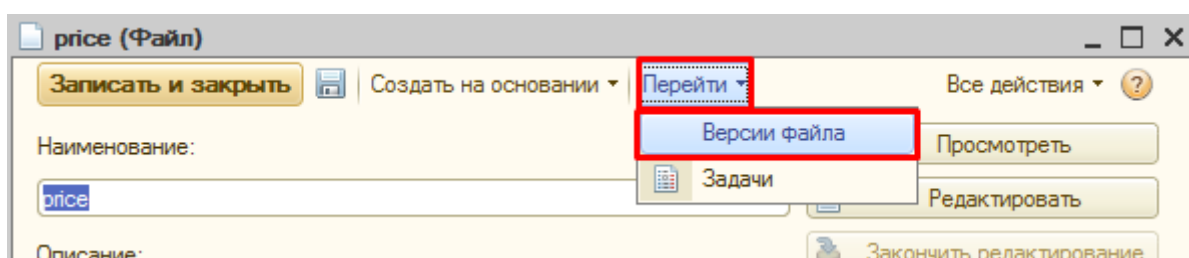 price (Файл)
Записать и закрыть Создать на основании Перейти Все действия ?
Версии файла
Наименование: Просмотреть
Задачи
price Редактировать
Описание: Закончить редактирование